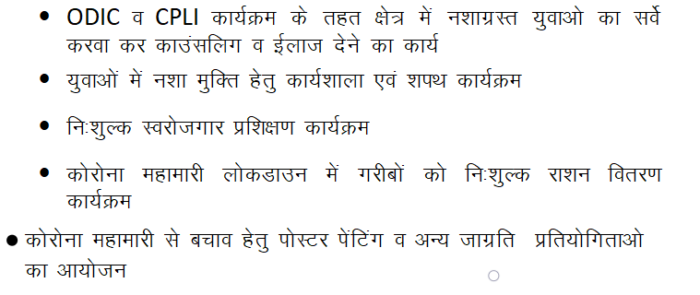 • ODIC व CPLI कार्यक्रम के तहत क्षेत्र में नशाग्रस्त युवाओ का सर्वे
करवा कर काउंसलिग व ईलाज देने का कार्य
• युवाओं में नशा मुक्ति हेतु कार्यशाला एवं शपथ कार्यक्रम
• निःशुल्क स्वरोजगार प्रशिक्षण कार्यक्रम
• कोरोना महामारी लोकडाउन में गरीबों को निःशुल्क राशन वितरण
कार्यक्रम
• कोरोना महामारी से बचाव हेतु पोस्टर पेंटिंग व अन्य जाग्रति प्रतियोगिताओ
का आयोजन